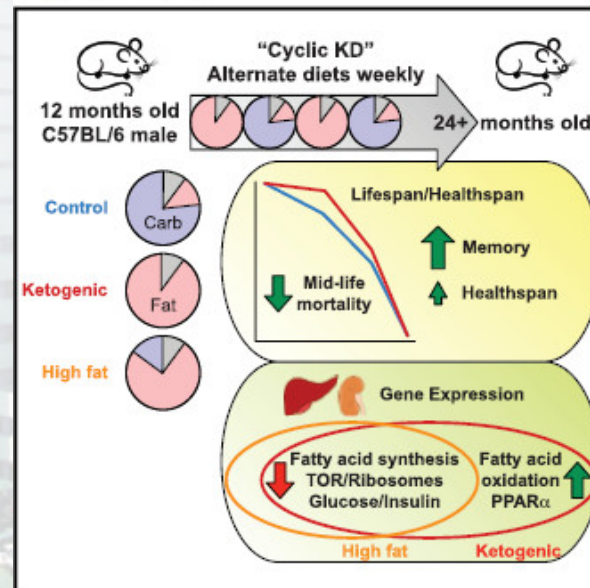 “Cyclic KD”
Alternate diets weekly
12 months old
C57BL/6 male
24+ months old
Control
Carb
Ketogenic
Fat
High fat
Lifespan/Healthspan
Memory
Mid-life
mortality
Healthspan
Gene Expression
Fatty acid synthesis
TOR/Ribosomes
Glucose/Insulin
Fatty acid
oxidation
PPARα
High fat
Ketogenic